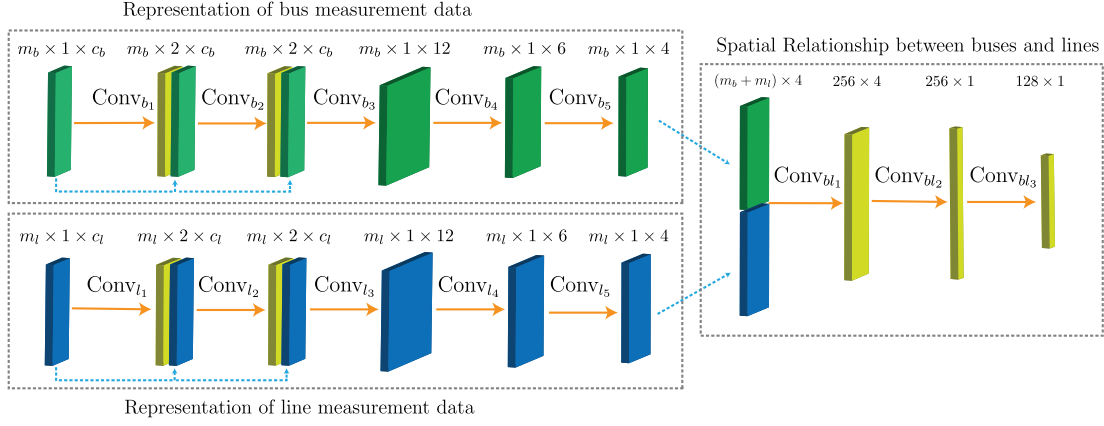 Representation of bus measurement data
m_b × 1 × c_b  m_b × 2 × c_b  m_b × 2 × c_b  m_b × 1 × 12  m_b × 1 × 6  m_b × 1 × 4
Conv_{b_1}  Conv_{b_2}  Conv_{b_3}  Conv_{b_4}  Conv_{b_5}
m_l × 1 × c_l  m_l × 2 × c_l  m_l × 2 × c_l  m_l × 1 × 12  m_l × 1 × 6  m_l × 1 × 4
Conv_{l_1}  Conv_{l_2}  Conv_{l_3}  Conv_{l_4}  Conv_{l_5}
Representation of line measurement data
Spatial Relationship between buses and lines
(m_b + m_l) × 4  256 × 4  256 × 1  128 × 1
Conv_{bl_1}  Conv_{bl_2}  Conv_{bl_3}